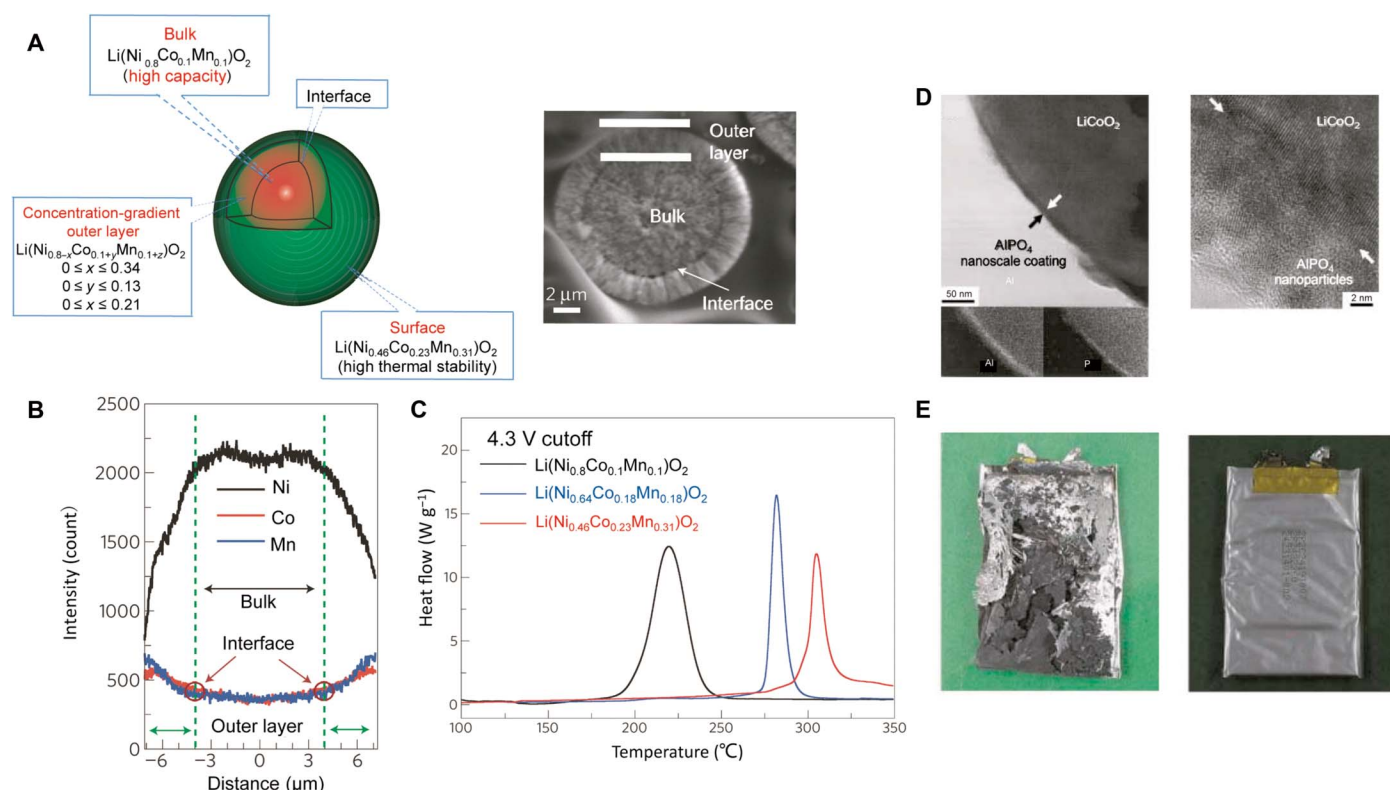 A
Bulk
Li(Ni0.8Co0.1Mn0.1)O2
(high capacity)
Interface
Concentration-gradient
outer layer
Li(Ni0.8–xCo0.1+yMn0.1+z)O2
0 ≤ x ≤ 0.34
0 ≤ y ≤ 0.13
0 ≤ x ≤ 0.21
Surface
Li(Ni0.46Co0.23Mn0.31)O2
(high thermal stability)
Outer
layer
Bulk
Interface
2 μm
D
LiCoO2
AlPO4
nanoscale coating
Al
50 nm
Al
P
LiCoO2
AlPO4
nanoparticles
2 nm
B
2500
2000
1500
1000
500
0
Intensity (count)
Ni
Co
Mn
Bulk
Interface
Outer layer
−6
−3
0
3
6
Distance (μm)
C
20
15
10
5
0
Heat flow (W g−1)
4.3 V cutoff
Li(Ni0.8Co0.1Mn0.1)O2
Li(Ni0.64Co0.18Mn0.18)O2
Li(Ni0.46Co0.23Mn0.31)O2
100
150
200
250
300
350
Temperature (℃)
E